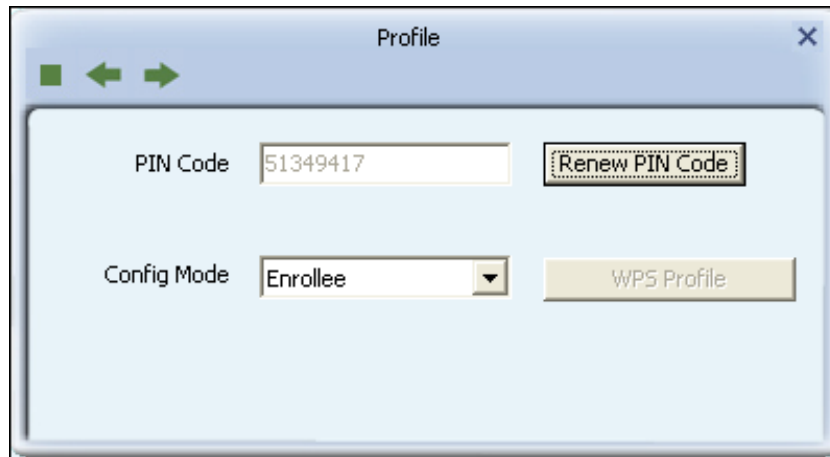 Profile
PIN Code 51349417 Renew PIN Code
Config Mode Enrollee WPS Profile